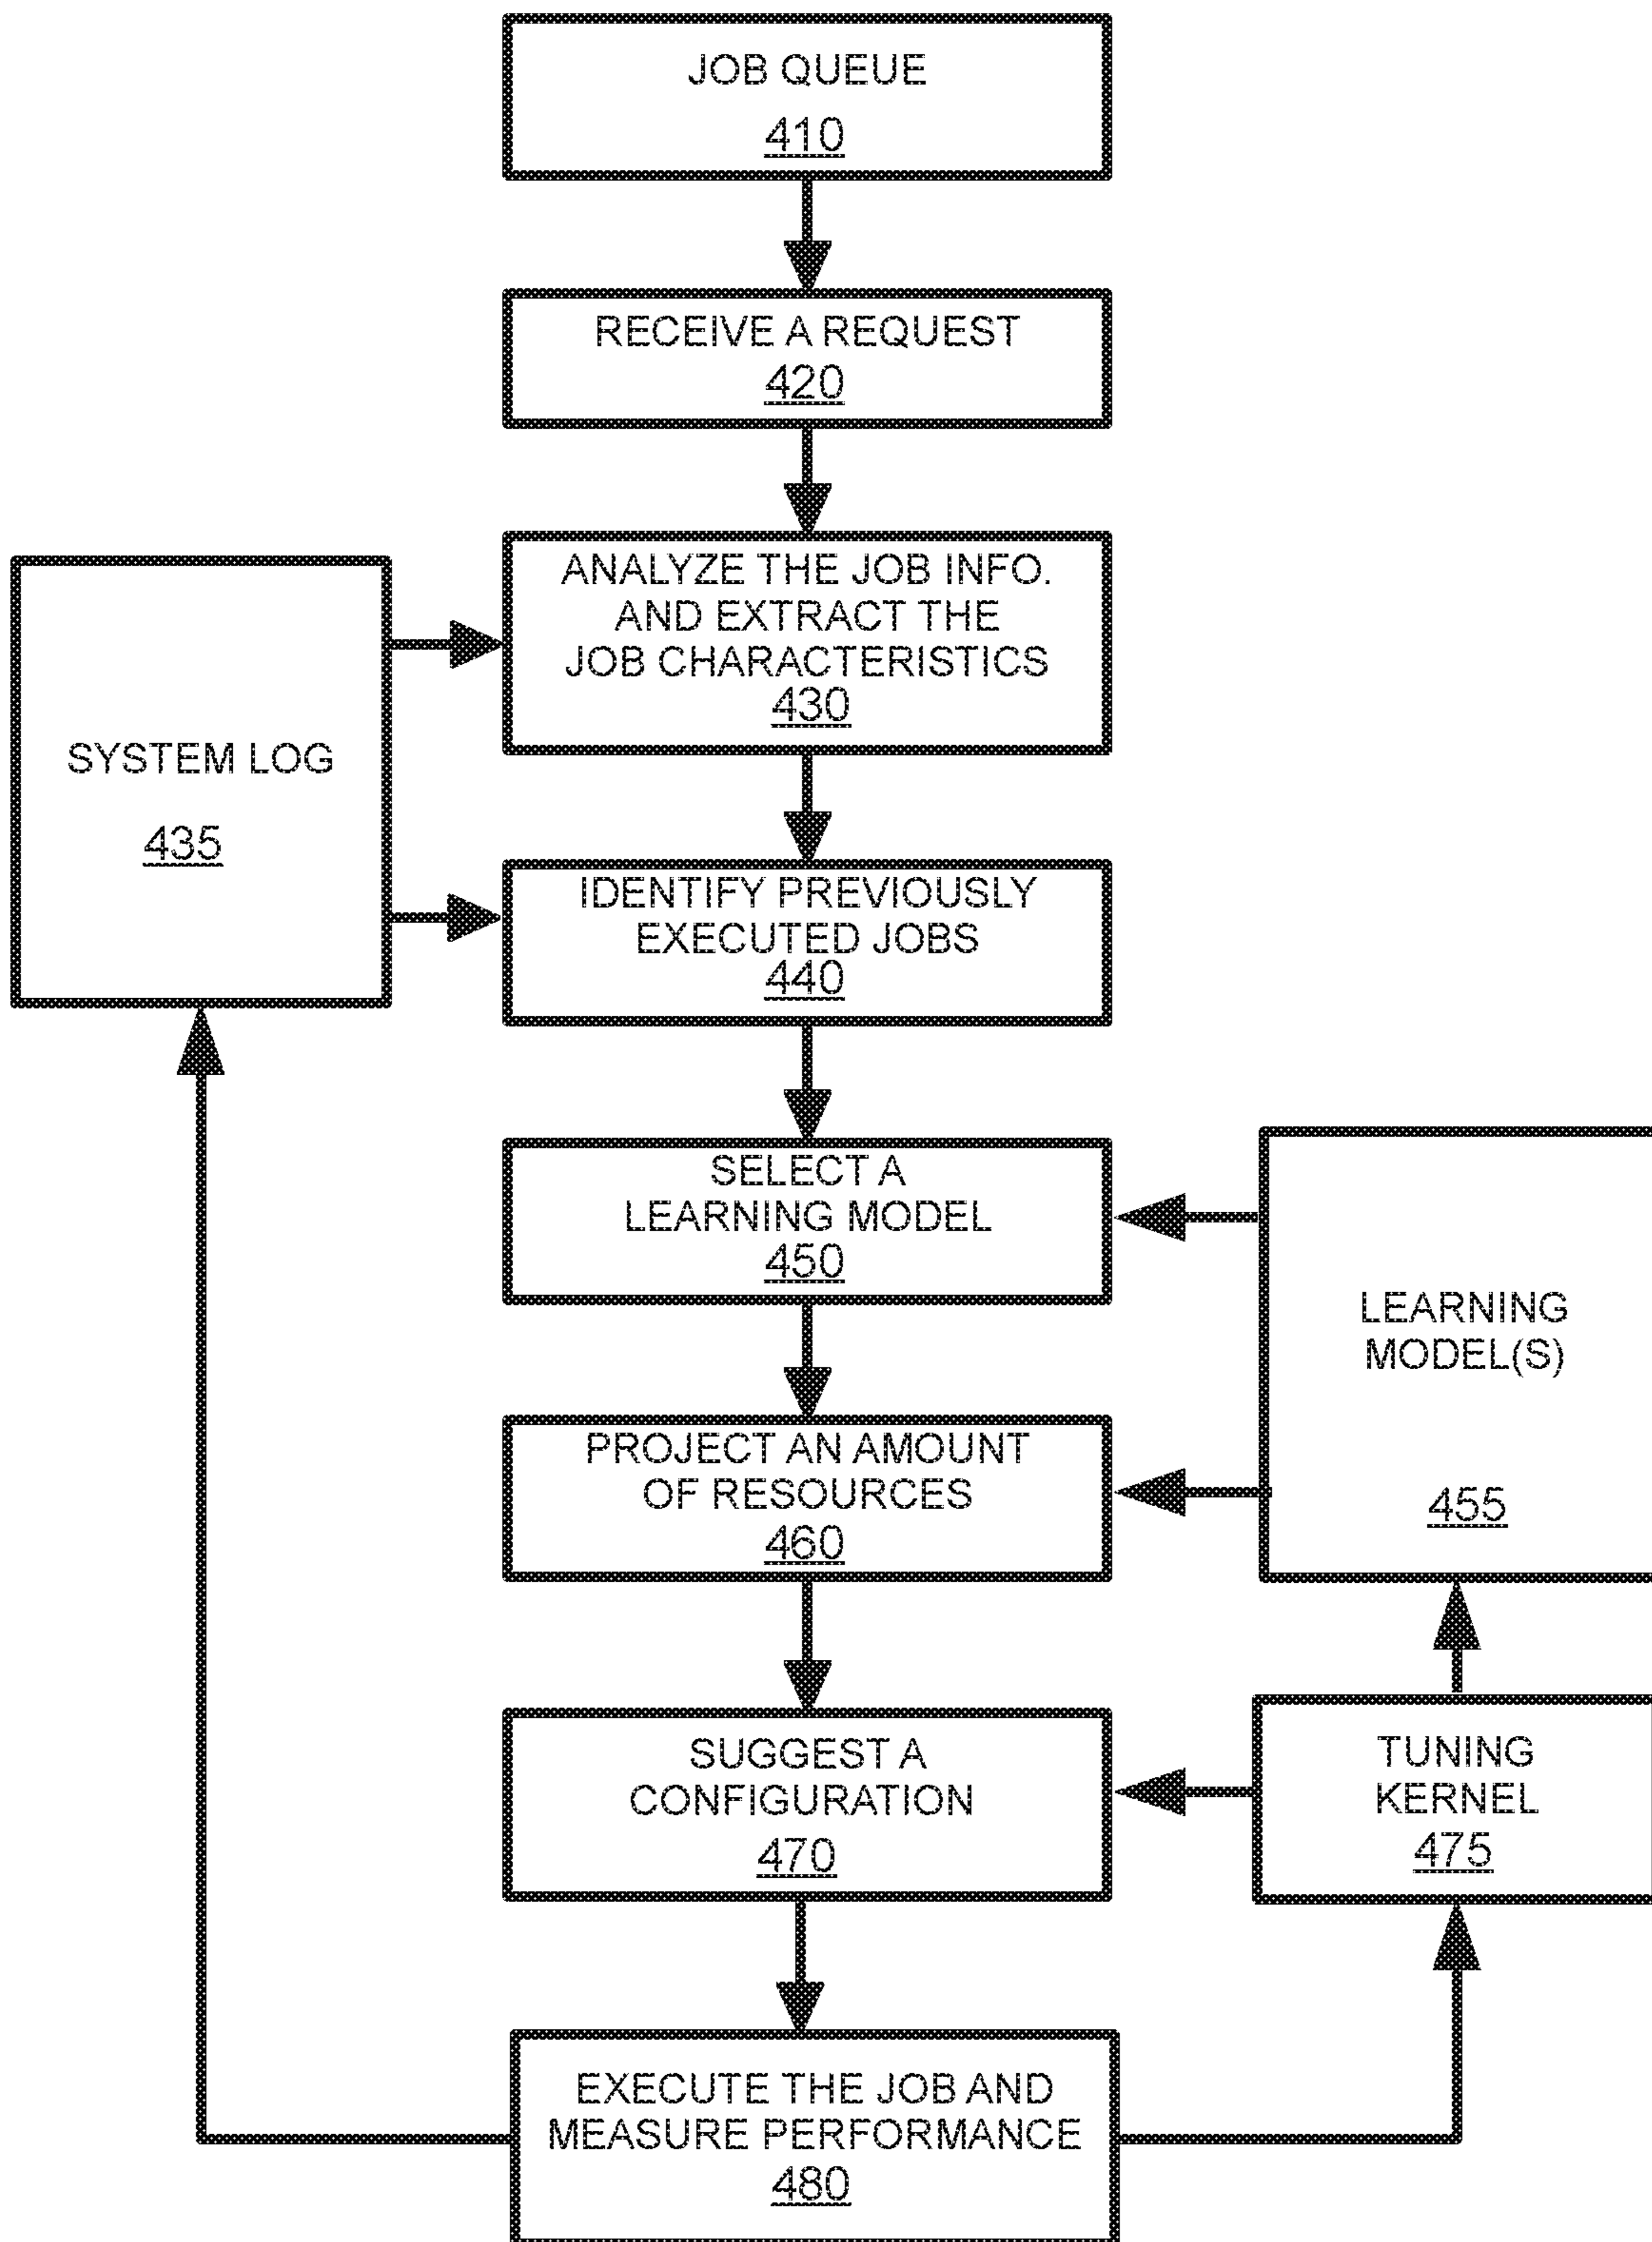 JOB QUEUE
410
RECEIVE A REQUEST
420
ANALYZE THE JOB INFO.
AND EXTRACT THE
JOB CHARACTERISTICS
430
SYSTEM LOG
435
IDENTIFY PREVIOUSLY
EXECUTED JOBS
440
SELECT A
LEARNING MODEL
450
LEARNING
MODEL(S)
455
PROJECT AN AMOUNT
OF RESOURCES
460
SUGGEST A
CONFIGURATION
470
TUNING
KERNEL
475
EXECUTE THE JOB AND
MEASURE PERFORMANCE
480